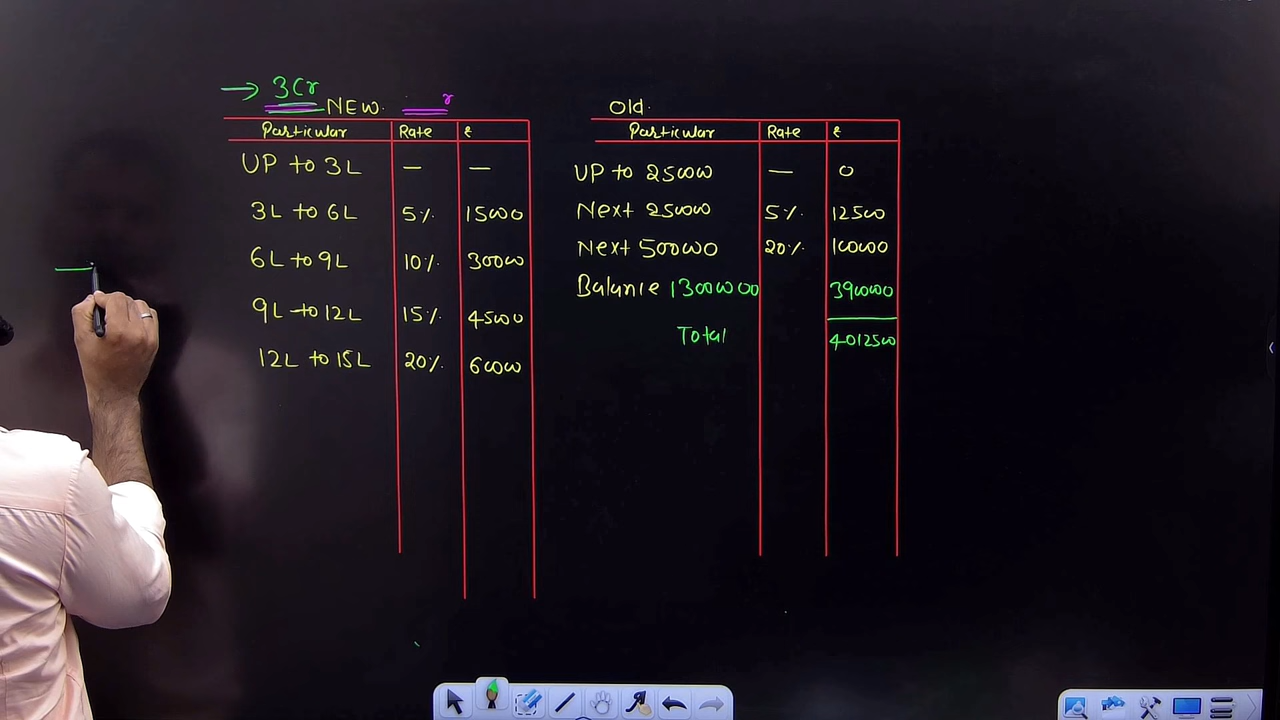 → 3Cr
NEW. r
Particular Rate ₹
UP to 3L — —
3L to 6L 5%. 15000
6L to 9L 10%. 30000
9L to 12L 15%. 45000
12L to 15L 20%. 60000
Old.
Particular Rate ₹
UP to 250000 — 0
Next 250000 5%. 12500
Next 500000 20%. 100000
Balance 13000000 3900000
Total 4012500